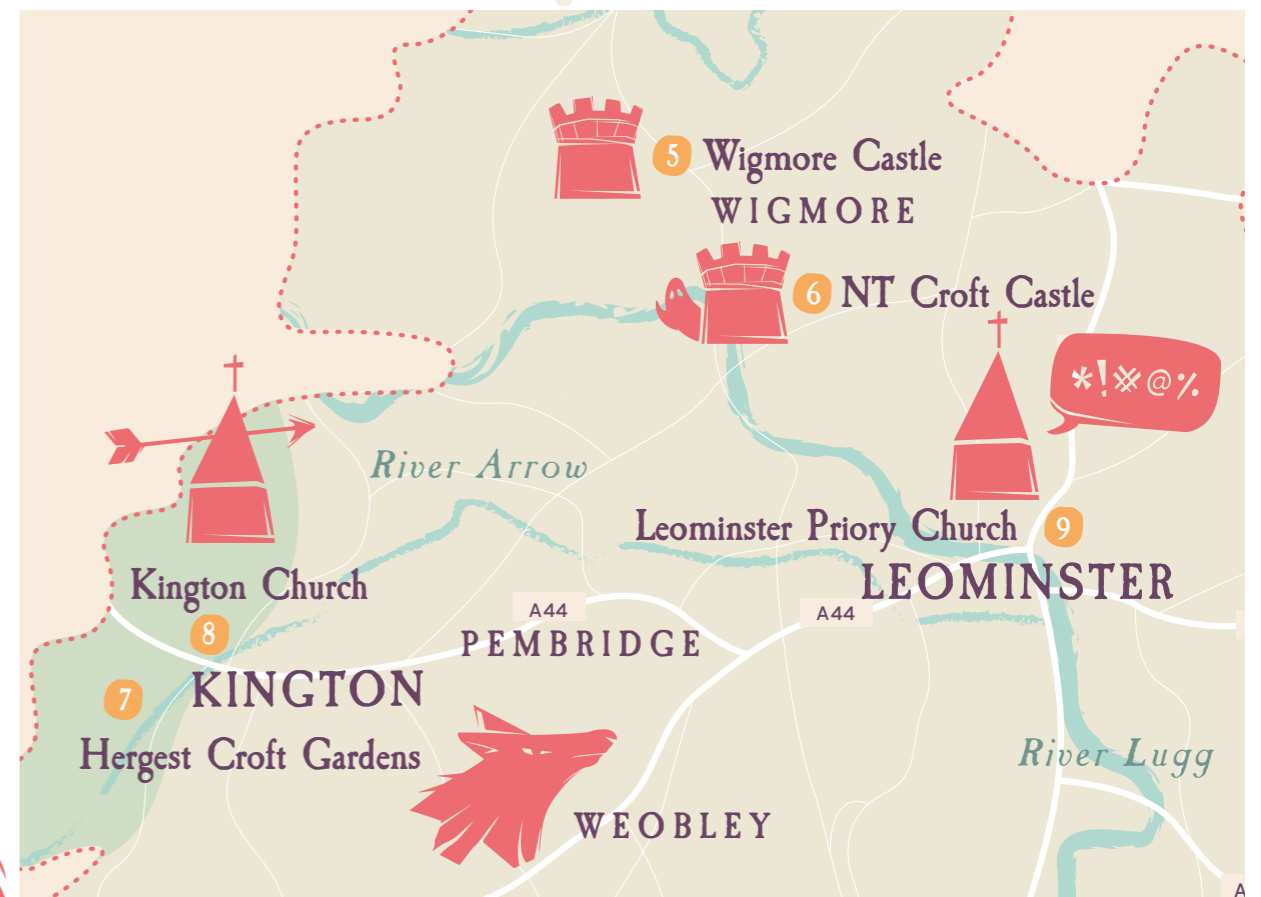 5 Wigmore Castle
WIGMORE
6 NT Croft Castle
*!※@%
River Arrow
Leominster Priory Church 9
LEOMINSTER
Kington Church
8
A44
A44
PEMBRIDGE
KINGTON
7
Hergest Croft Gardens
River Lugg
WEOBLEY
A